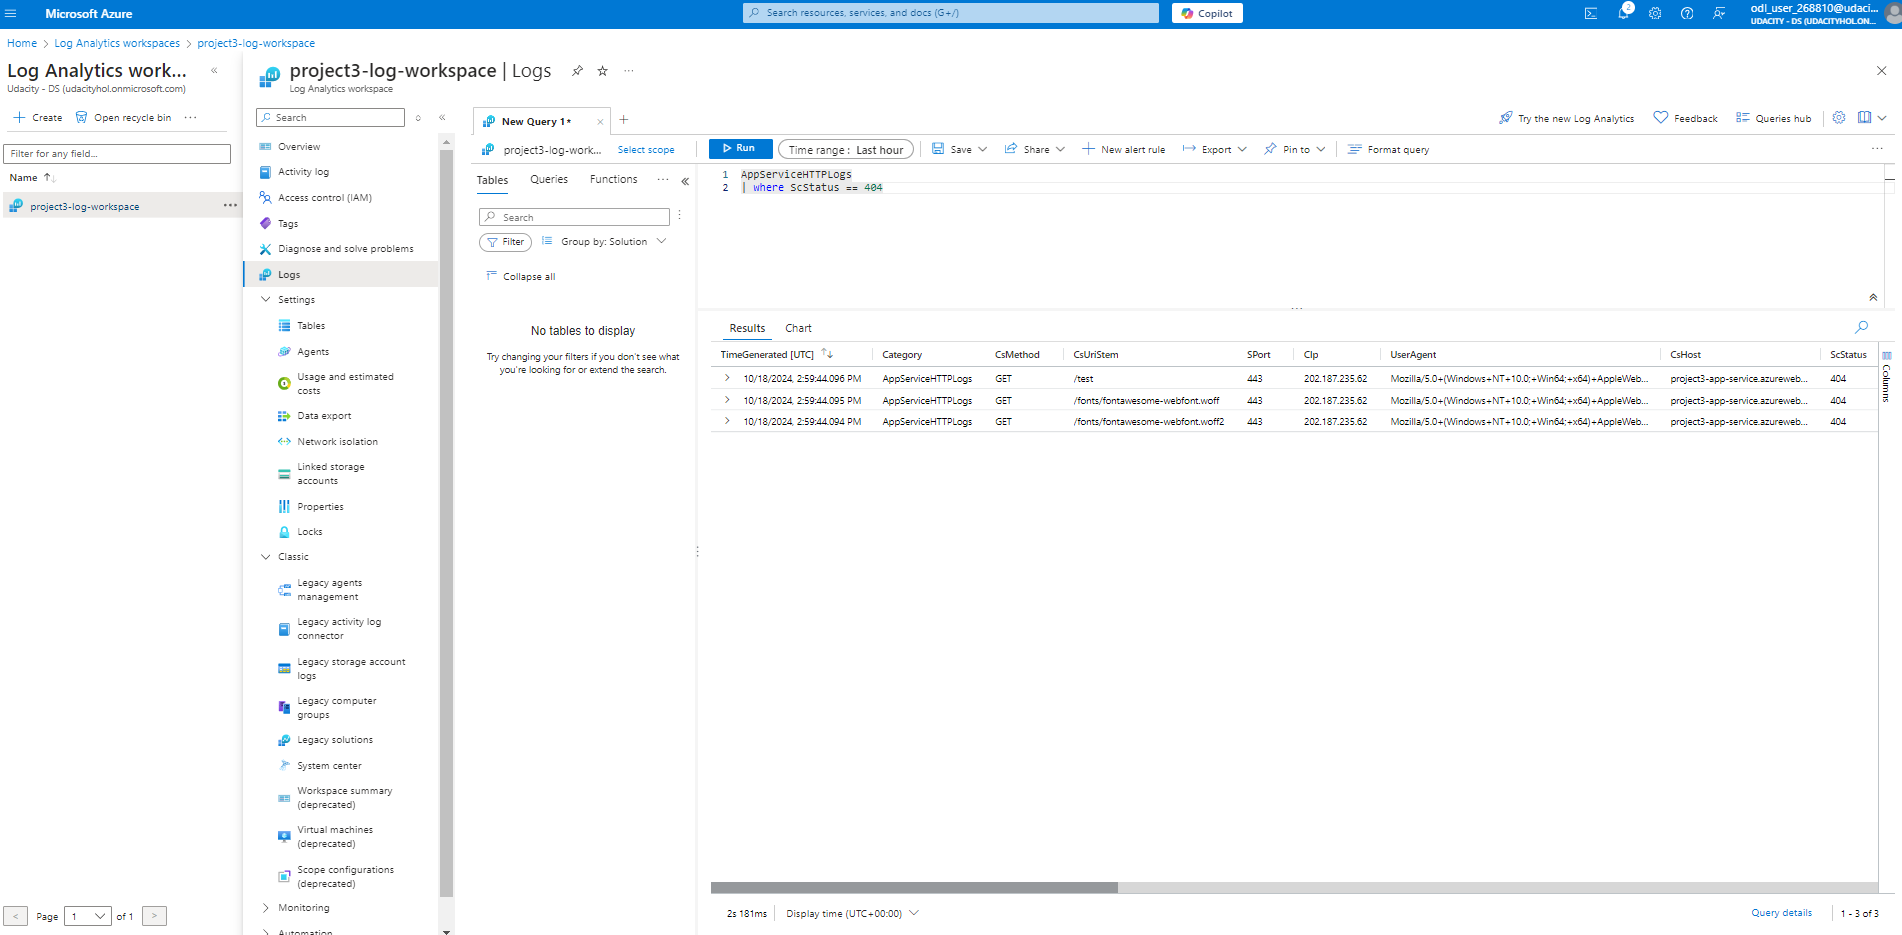 Microsoft Azure
Search resources, services, and docs (G+/)
Copilot
2
odl_user_268810@udaci...
UDACITY - DS (UDACITYHOL.ON...
Home > Log Analytics workspaces > project3-log-workspace
Log Analytics work...
Udacity - DS (udacityhol.onmicrosoft.com)
Create
Open recycle bin
Filter for any field...
Name
project3-log-workspace
Page 1 of 1
project3-log-workspace | Logs
Log Analytics workspace
Search
Overview
Activity log
Access control (IAM)
Tags
Diagnose and solve problems
Logs
Settings
Tables
Agents
Usage and estimated
costs
Data export
Network isolation
Linked storage
accounts
Properties
Locks
Classic
Legacy agents
management
Legacy activity log
connector
Legacy storage account
logs
Legacy computer
groups
Legacy solutions
System center
Workspace summary
(deprecated)
Virtual machines
(deprecated)
Scope configurations
(deprecated)
Monitoring
Automation
New Query 1*
Try the new Log Analytics
Feedback
Queries hub
project3-log-work...
Select scope
Run
Time range : Last hour
Save
Share
New alert rule
Export
Pin to
Format query
Tables
Queries
Functions
Search
Filter
Group by: Solution
Collapse all
No tables to display
Try changing your filters if you don't see what
you're looking for or extend the search.
1 AppServiceHTTPLogs
2 | where ScStatus == 404
Results
Chart
TimeGenerated [UTC] Category CsMethod CsUriStem SPort CIp UserAgent CsHost ScStatus
10/18/2024, 2:59:44.096 PM AppServiceHTTPLogs GET /test 443 202.187.235.62 Mozilla/5.0+(Windows+NT+10.0;+Win64;+x64)+AppleWeb... project3-app-service.azureweb... 404
10/18/2024, 2:59:44.095 PM AppServiceHTTPLogs GET /fonts/fontawesome-webfont.woff 443 202.187.235.62 Mozilla/5.0+(Windows+NT+10.0;+Win64;+x64)+AppleWeb... project3-app-service.azureweb... 404
10/18/2024, 2:59:44.094 PM AppServiceHTTPLogs GET /fonts/fontawesome-webfont.woff2 443 202.187.235.62 Mozilla/5.0+(Windows+NT+10.0;+Win64;+x64)+AppleWeb... project3-app-service.azureweb... 404
Columns
2s 181ms
Display time (UTC+00:00)
Query details
1 - 3 of 3